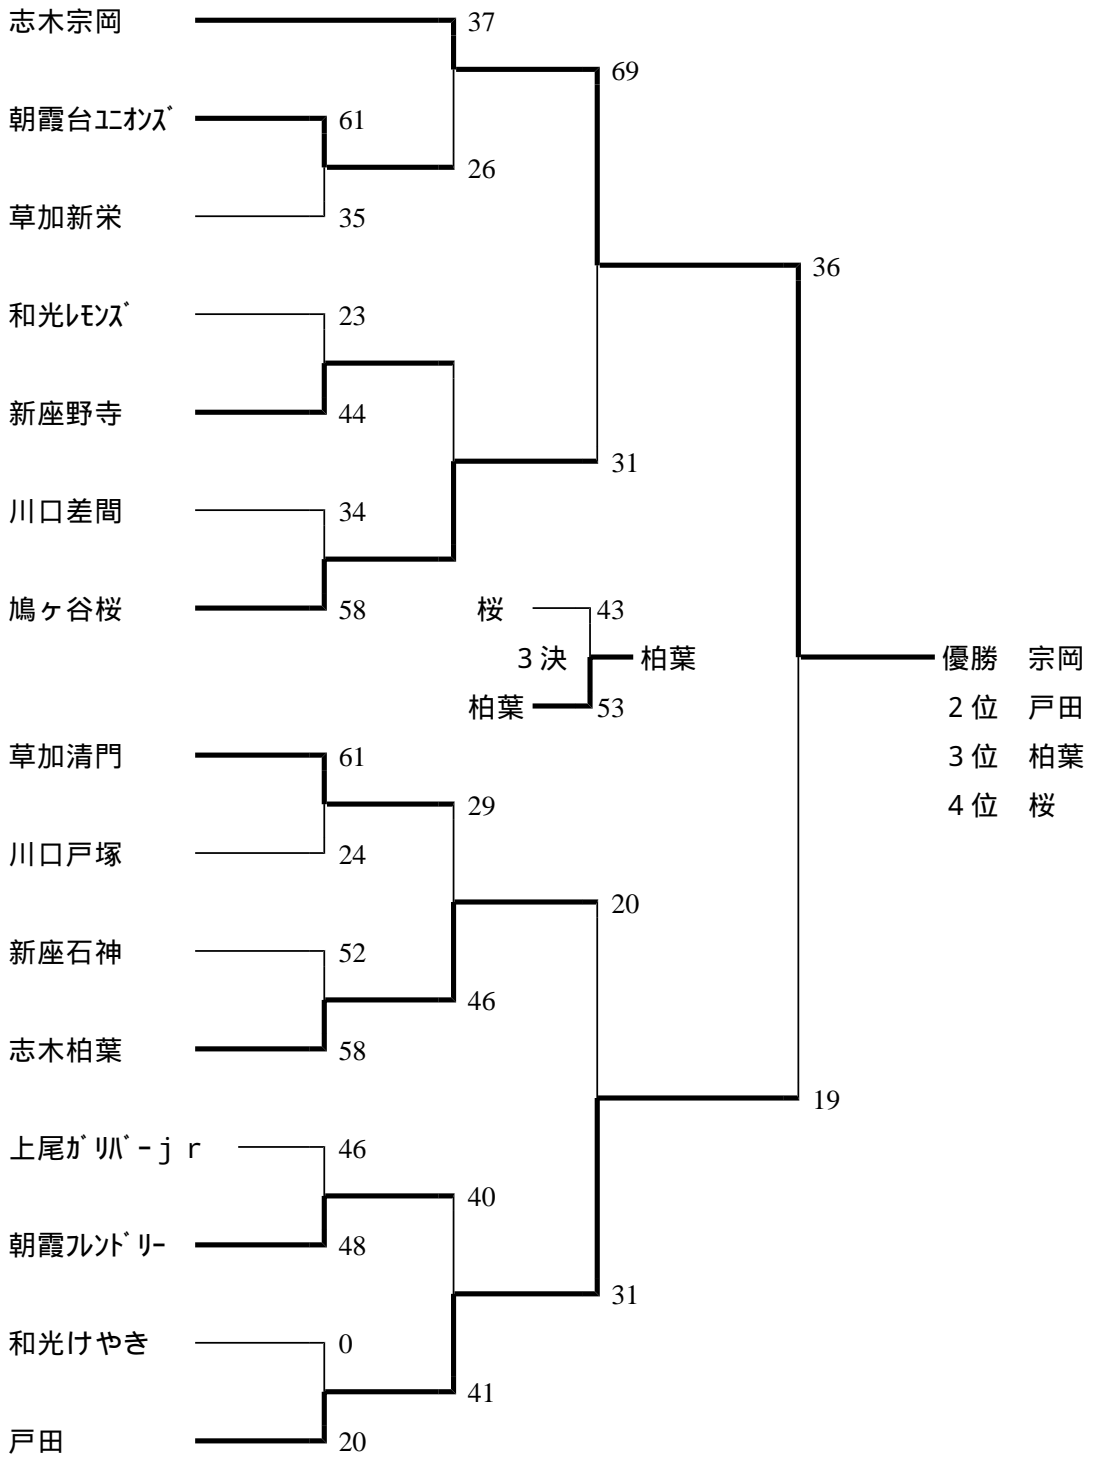 志木宗岡 37
69
朝霞台ﾕﾆｵﾝｽﾞ 61
26
草加新栄 35
36
和光ﾚﾓﾝｽﾞ 23
新座野寺 44
31
川口差間 34
鳩ヶ谷桜 58 桜 43
3決 柏葉 優勝 宗岡
柏葉 53 2位 戸田
草加清門 61 3位 柏葉
29 4位 桜
川口戸塚 24
20
新座石神 52
46
志木柏葉 58
19
上尾ｶﾞﾘﾊﾞｰｊｒ 46
40
朝霞ﾌﾚﾝﾄﾞﾘｰ 48
31
和光けやき 0
41
戸田 20